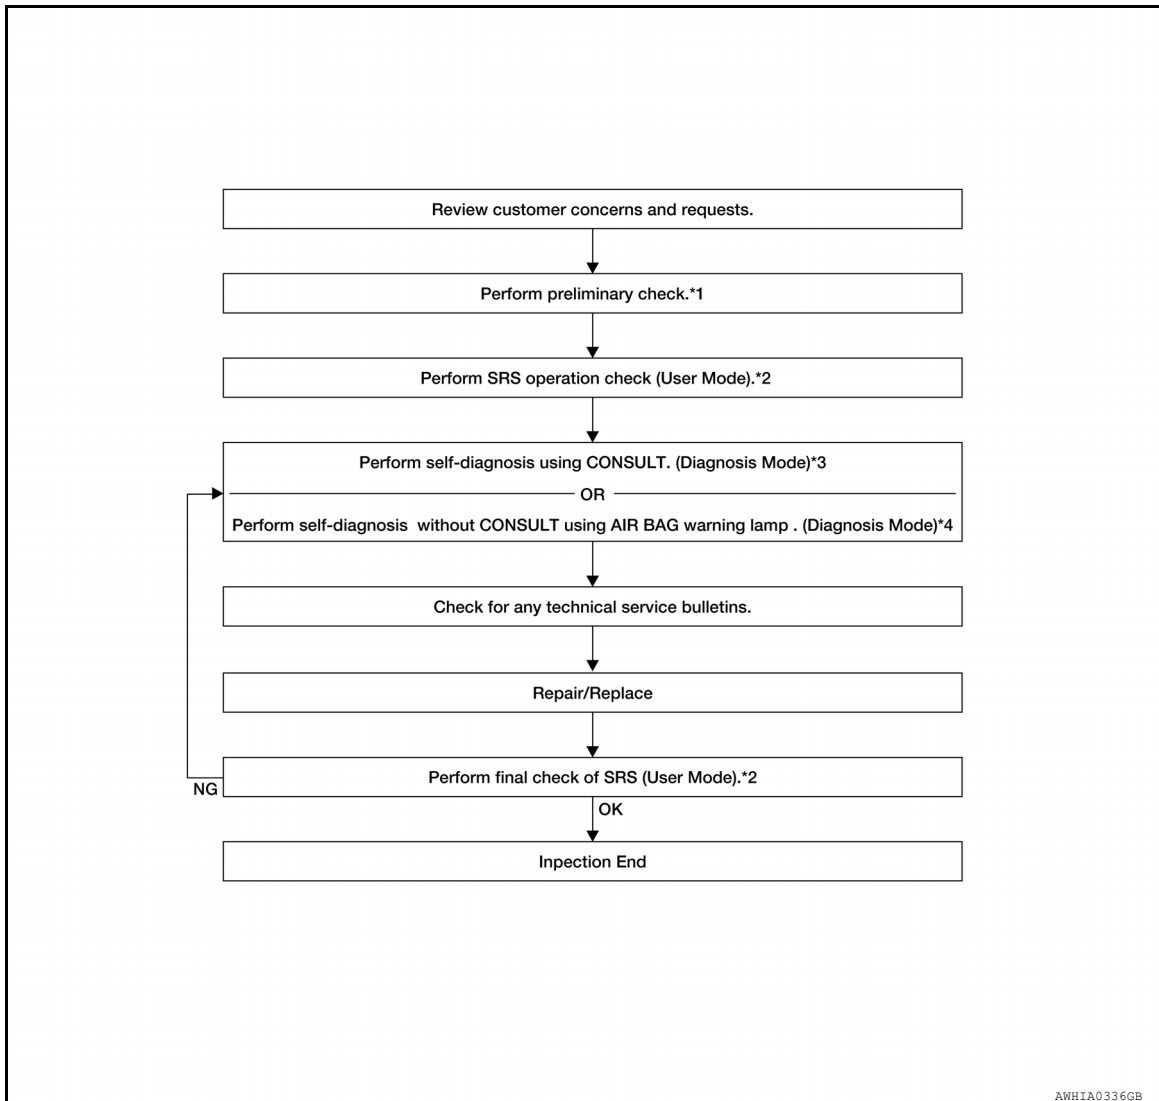 Review customer concerns and requests.
Perform preliminary check.*1
Perform SRS operation check (User Mode).*2
Perform self-diagnosis using CONSULT. (Diagnosis Mode)*3
OR
Perform self-diagnosis  without CONSULT using AIR BAG warning lamp . (Diagnosis Mode)*4
Check for any technical service bulletins.
Repair/Replace
Perform final check of SRS (User Mode).*2
NG
OK
Inpection End
AWHIA0336GB